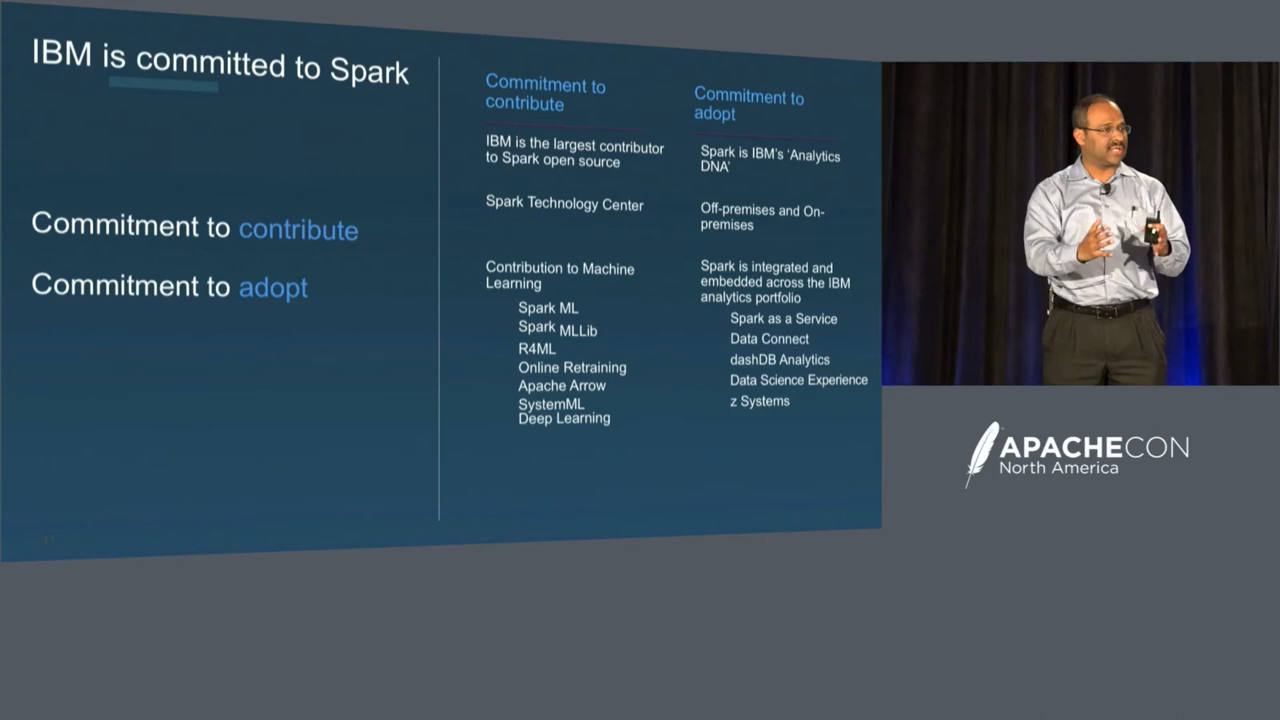 IBM is committed to Spark
Commitment to contribute
Commitment to adopt
Commitment to
contribute
IBM is the largest contributor
to Spark open source
Spark Technology Center
Contribution to Machine
Learning
Spark ML
Spark MLLib
R4ML
Online Retraining
Apache Arrow
SystemML
Deep Learning
Commitment to
adopt
Spark is IBM's 'Analytics
DNA'
Off-premises and On-
premises
Spark is integrated and
embedded across the IBM
analytics portfolio
Spark as a Service
Data Connect
dashDB Analytics
Data Science Experience
z Systems
APACHECON
North America